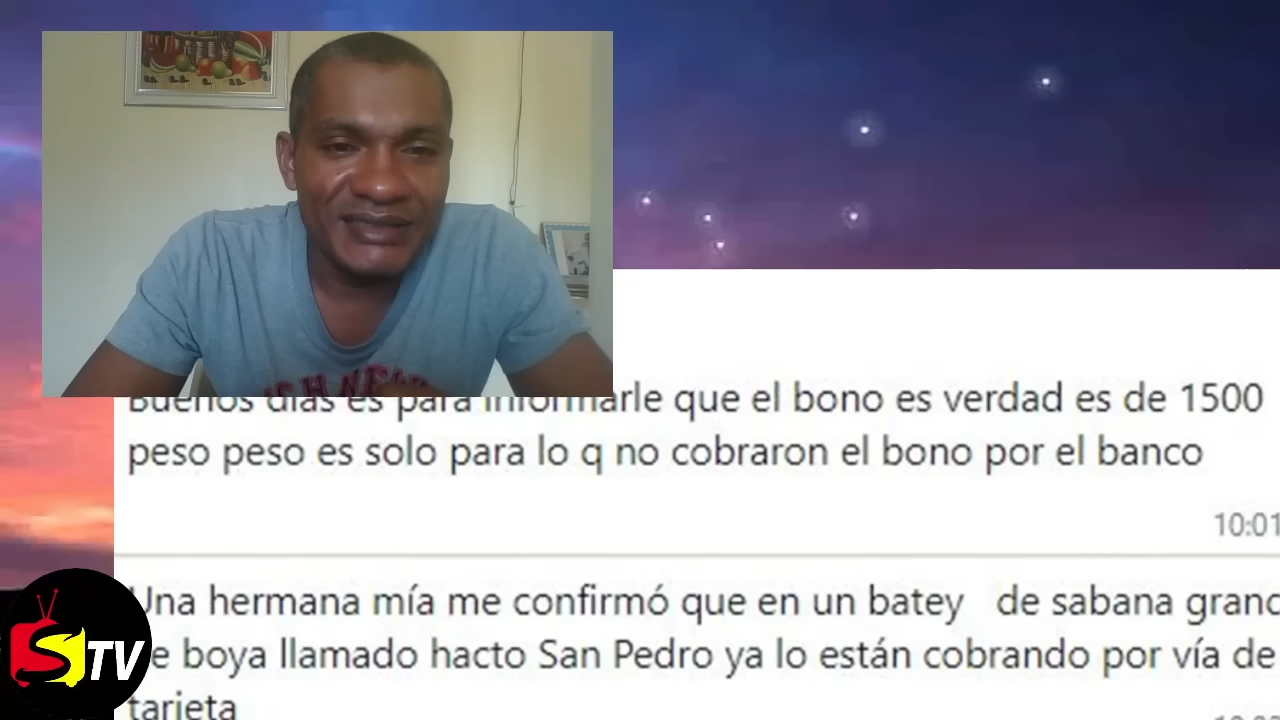 Buenos días es para informarle que el bono es verdad es de 1500
peso peso es solo para lo q no cobraron el bono por el banco
10:01
Una hermana mía me confirmó que en un batey de sabana
e boya llamado hacto San Pedro ya lo están cobrando por vía de
tarjeta
STV